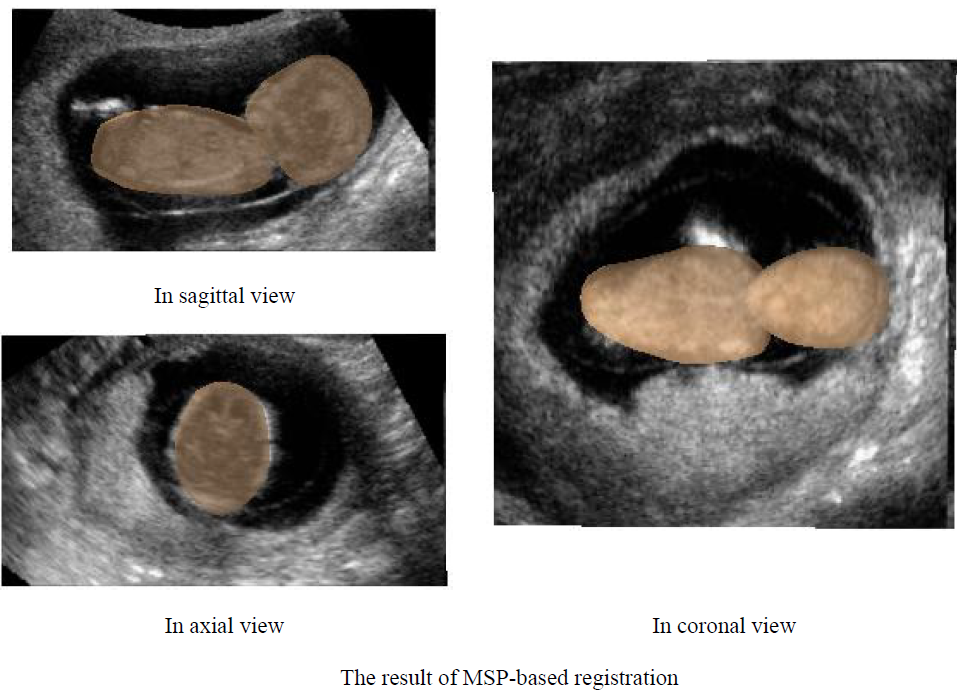 In sagittal view
In axial view
In coronal view
The result of MSP-based registration